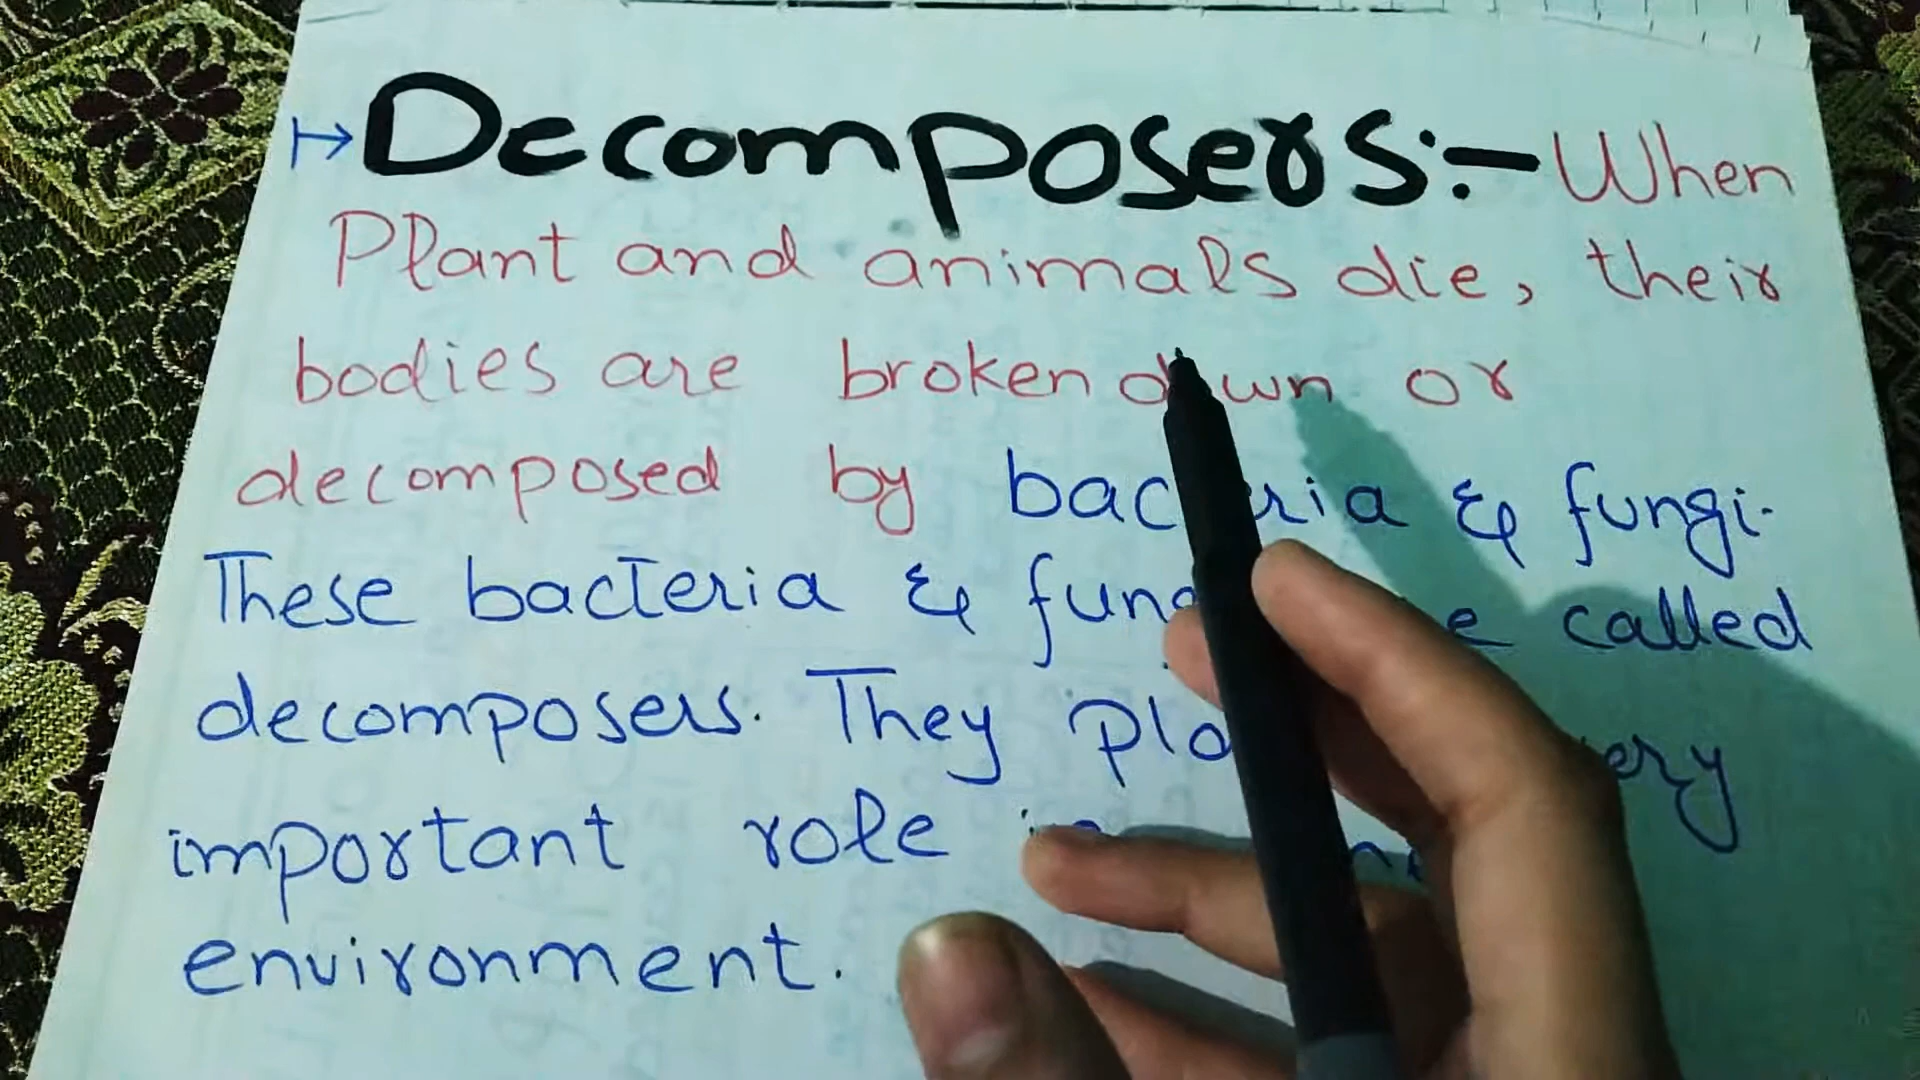 Decomposers:- When
Plant and animals die, their
bodies are broken down or
decomposed by bacteria & fungi.
These bacteria & called
decomposers. They
important role
environment.